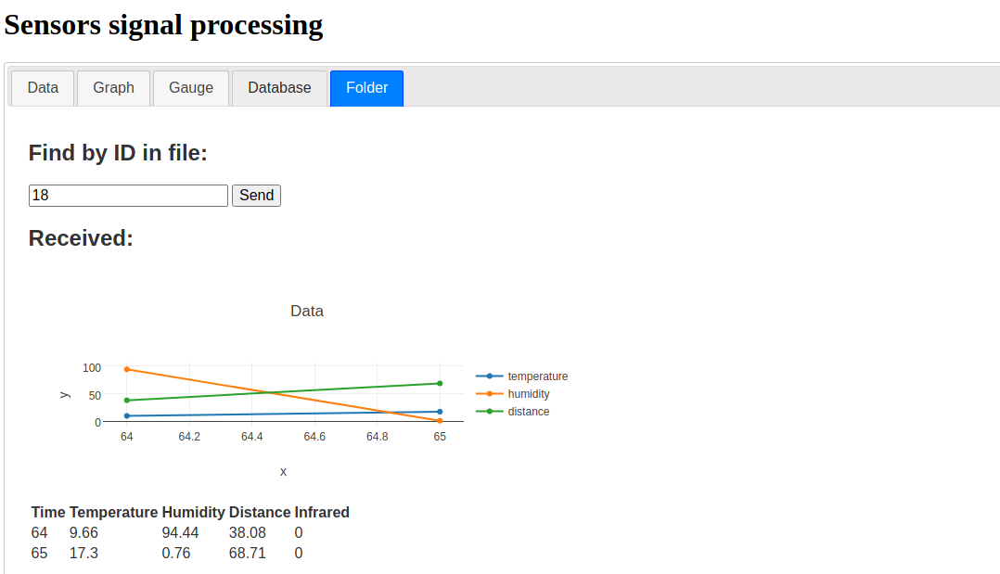 Sensors signal processing
Data Graph Gauge Database Folder
Find by ID in file:
18 Send
Received:
Data
100
50
0
y
64 64.2 64.4 64.6 64.8 65
x
temperature
humidity
distance
Time Temperature Humidity Distance Infrared
64 9.66 94.44 38.08 0
65 17.3 0.76 68.71 0